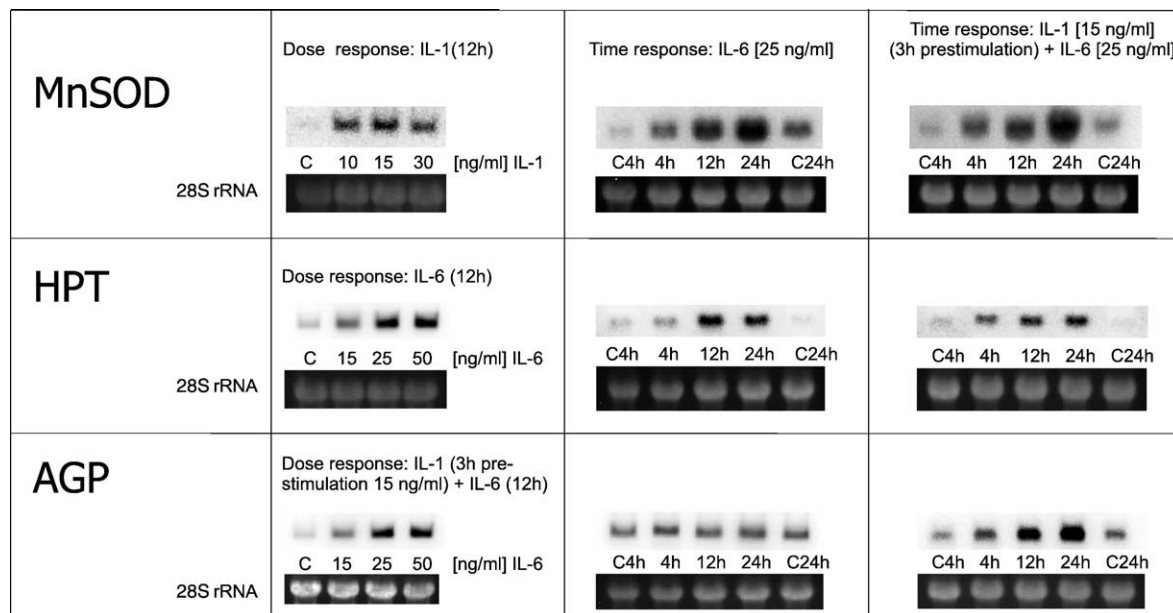 MnSOD
28S rRNA
Dose response: IL-1(12h)
C 10 15 30 [ng/ml] IL-1
Time response: IL-6 [25 ng/ml]
C4h 4h 12h 24h C24h
Time response: IL-1 [15 ng/ml]
(3h prestimulation) + IL-6 [25 ng/ml]
C4h 4h 12h 24h C24h
HPT
28S rRNA
Dose response: IL-6 (12h)
C 15 25 50 [ng/ml] IL-6
C4h 4h 12h 24h C24h
C4h 4h 12h 24h C24h
AGP
28S rRNA
Dose response: IL-1 (3h pre-
stimulation 15 ng/ml) + IL-6 (12h)
C 15 25 50 [ng/ml] IL-6
C4h 4h 12h 24h C24h
C4h 4h 12h 24h C24h